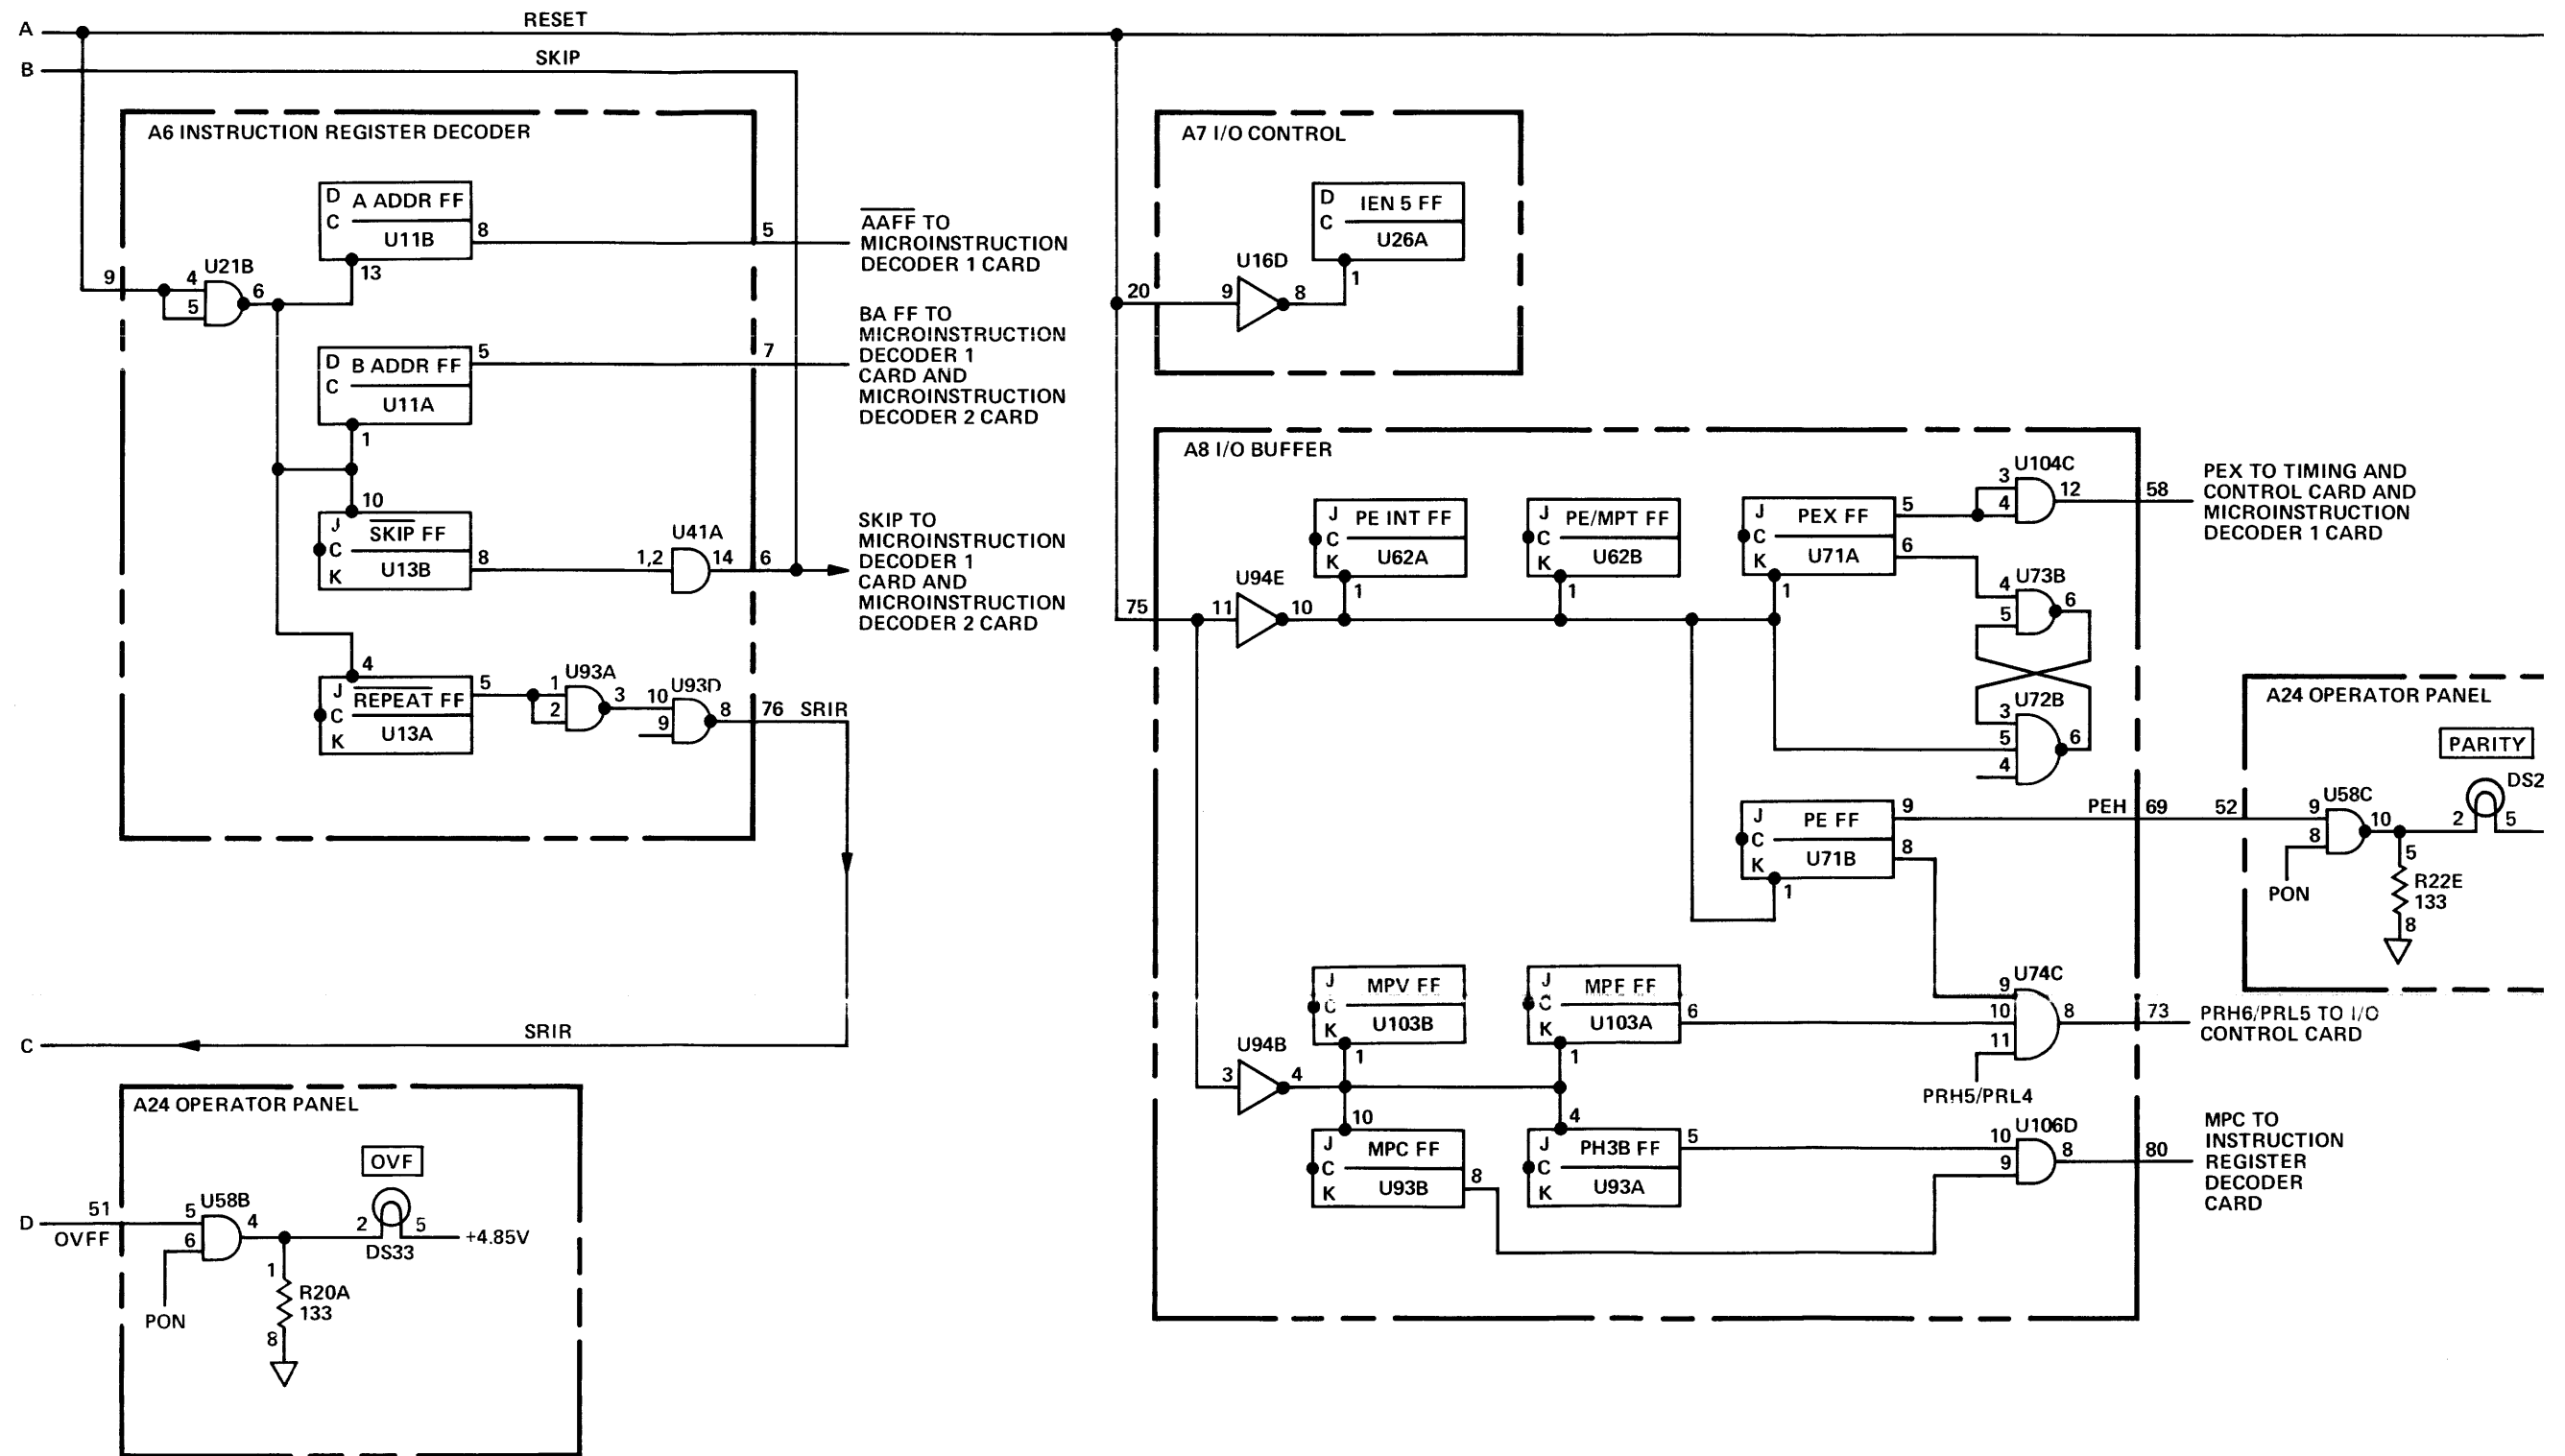 A
RESET
B
SKIP
A6 INSTRUCTION REGISTER DECODER
D
A ADDR FF
C
U11B
8
13
5
AAFF TO
MICROINSTRUCTION
DECODER 1 CARD
9
4
5
U21B
6
D
B ADDR FF
C
U11A
5
1
7
BA FF TO
MICROINSTRUCTION
DECODER 1
CARD AND
MICROINSTRUCTION
DECODER 2 CARD
10
J
SKIP FF
C
U13B
K
8
U41A
1,2
14
6
SKIP TO
MICROINSTRUCTION
DECODER 1
CARD AND
MICROINSTRUCTION
DECODER 2 CARD
4
J
REPEAT FF
C
U13A
K
5
U93A
1
2
3
U93D
10
9
8
76
SRIR
C
SRIR
A24 OPERATOR PANEL
OVF
D
51
OVFF
U58B
5
6
4
2
5
DS33
+4.85V
PON
1
R20A
133
8
A7 I/O CONTROL
D
IEN 5 FF
C
U26A
1
U16D
20
9
8
A8 I/O BUFFER
J
PE INT FF
C
U62A
K
1
J
PE/MPT FF
C
U62B
K
1
J
PEX FF
C
U71A
K
5
6
1
U104C
3
4
12
58
PEX TO TIMING AND
CONTROL CARD AND
MICROINSTRUCTION
DECODER 1 CARD
U94E
75
11
10
U73B
4
5
6
U72B
3
5
4
6
J
PE FF
C
U71B
K
9
8
1
PEH
69
52
A24 OPERATOR PANEL
PARITY
DS2
U58C
9
8
10
2
5
PON
5
R22E
133
8
J
MPV FF
C
U103B
K
1
J
MPF FF
C
U103A
K
6
1
U74C
9
10
11
8
73
PRH6/PRL5 TO I/O
CONTROL CARD
PRH5/PRL4
U94B
3
4
10
J
MPC FF
C
U93B
K
8
4
J
PH3B FF
C
U93A
K
5
U106D
10
9
8
80
MPC TO
INSTRUCTION
REGISTER
DECODER
CARD